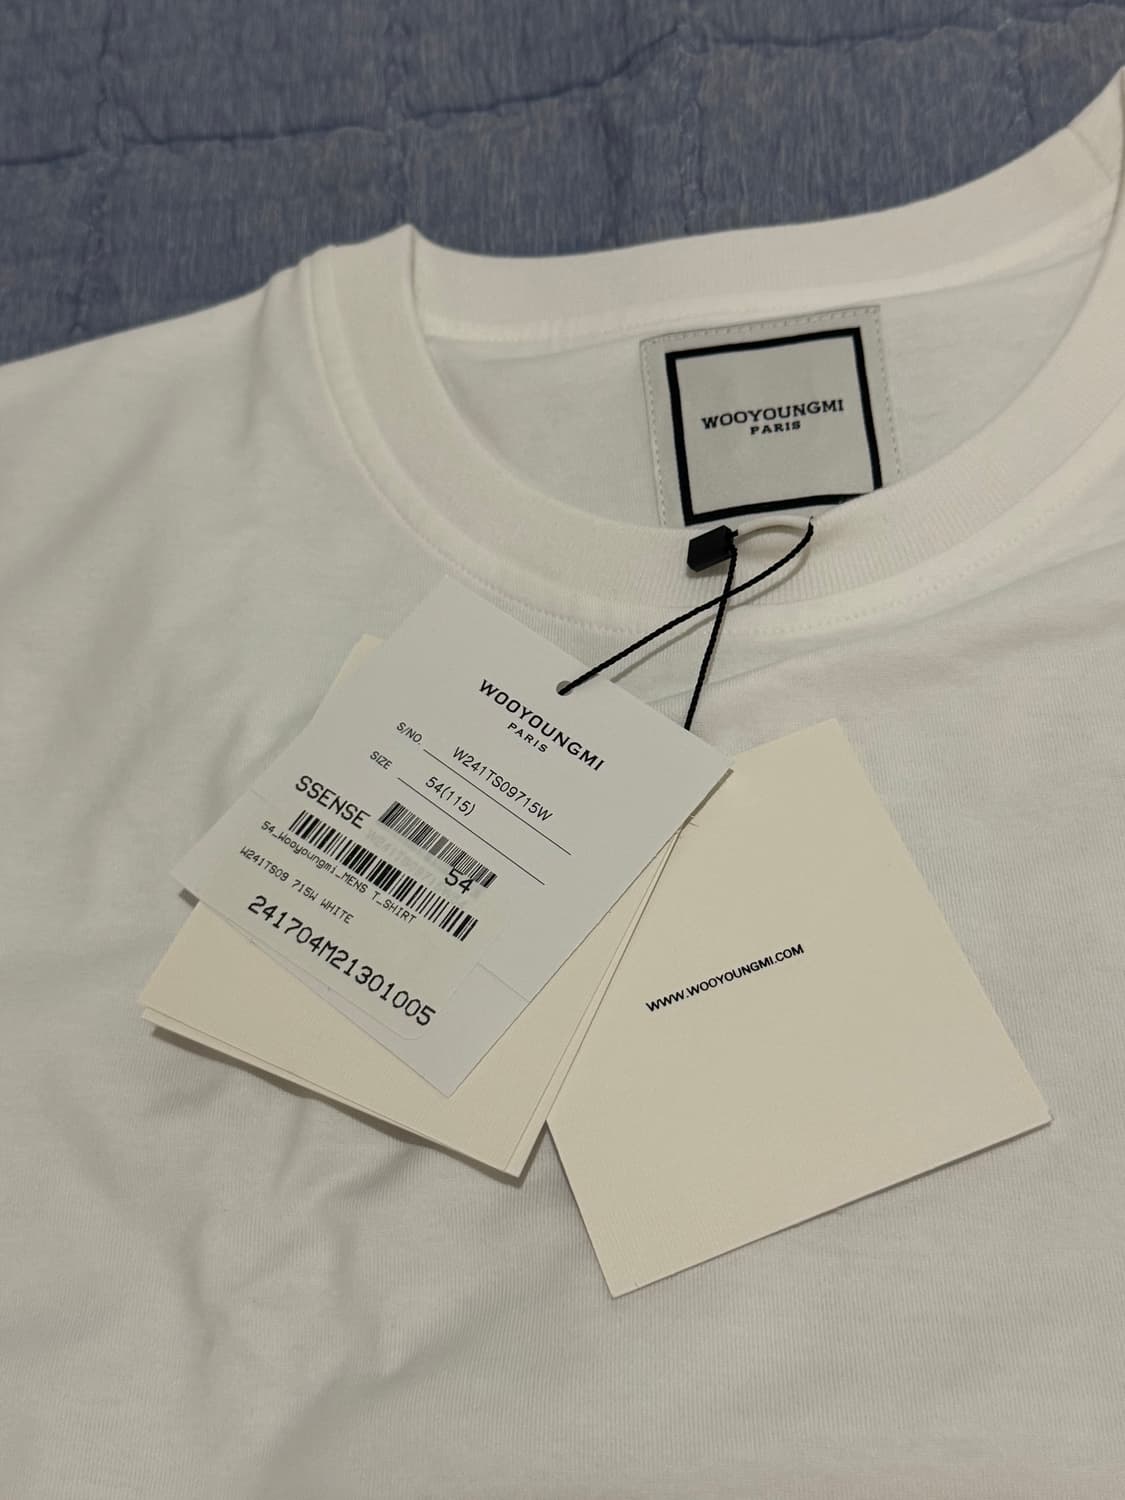 WOOYOUNGMI
PARIS
WOOYOUNGMI
PARIS
S/NO. W241TS09715W
SIZE 54(115)
SSENSE
54
54_Wooyoungmi_MENS T_SHIRT
W241TS09 715W WHITE
241704M21301005
WWW.WOOYOUNGMI.COM